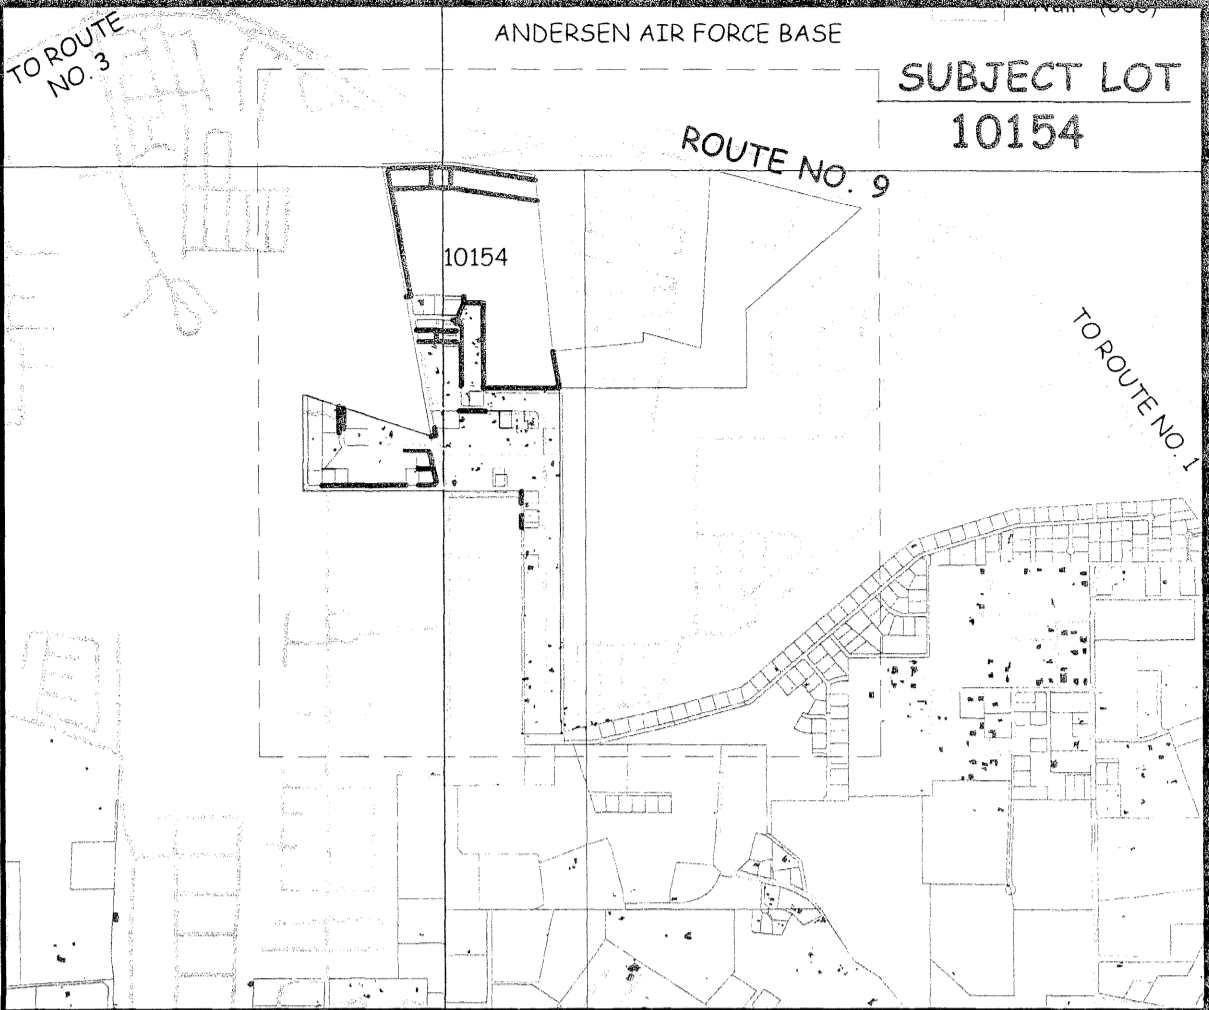 ANDERSEN AIR FORCE BASE
TO ROUTE
NO. 3
SUBJECT LOT
10154
ROUTE NO. 9
10154
TO ROUTE NO. 1